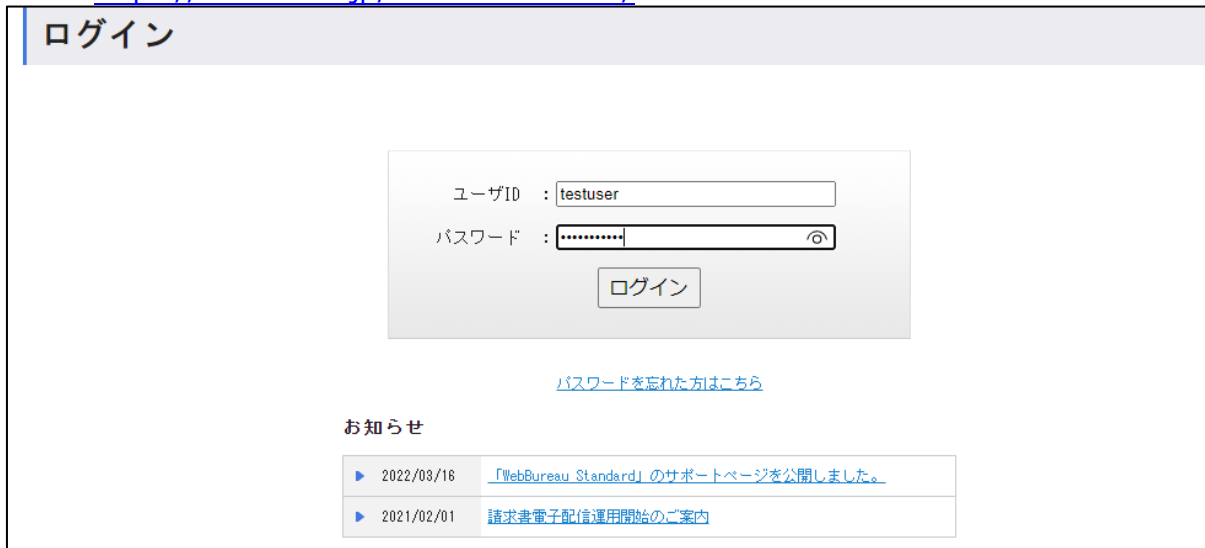 ログイン
ユーザID : testuser
パスワード : •••••••••••
ログイン
パスワードを忘れた方はこちら
お知らせ
2022/03/16 「WebBureau Standard」のサポートページを公開しました。
2021/02/01 請求書電子配信運用開始のご案内